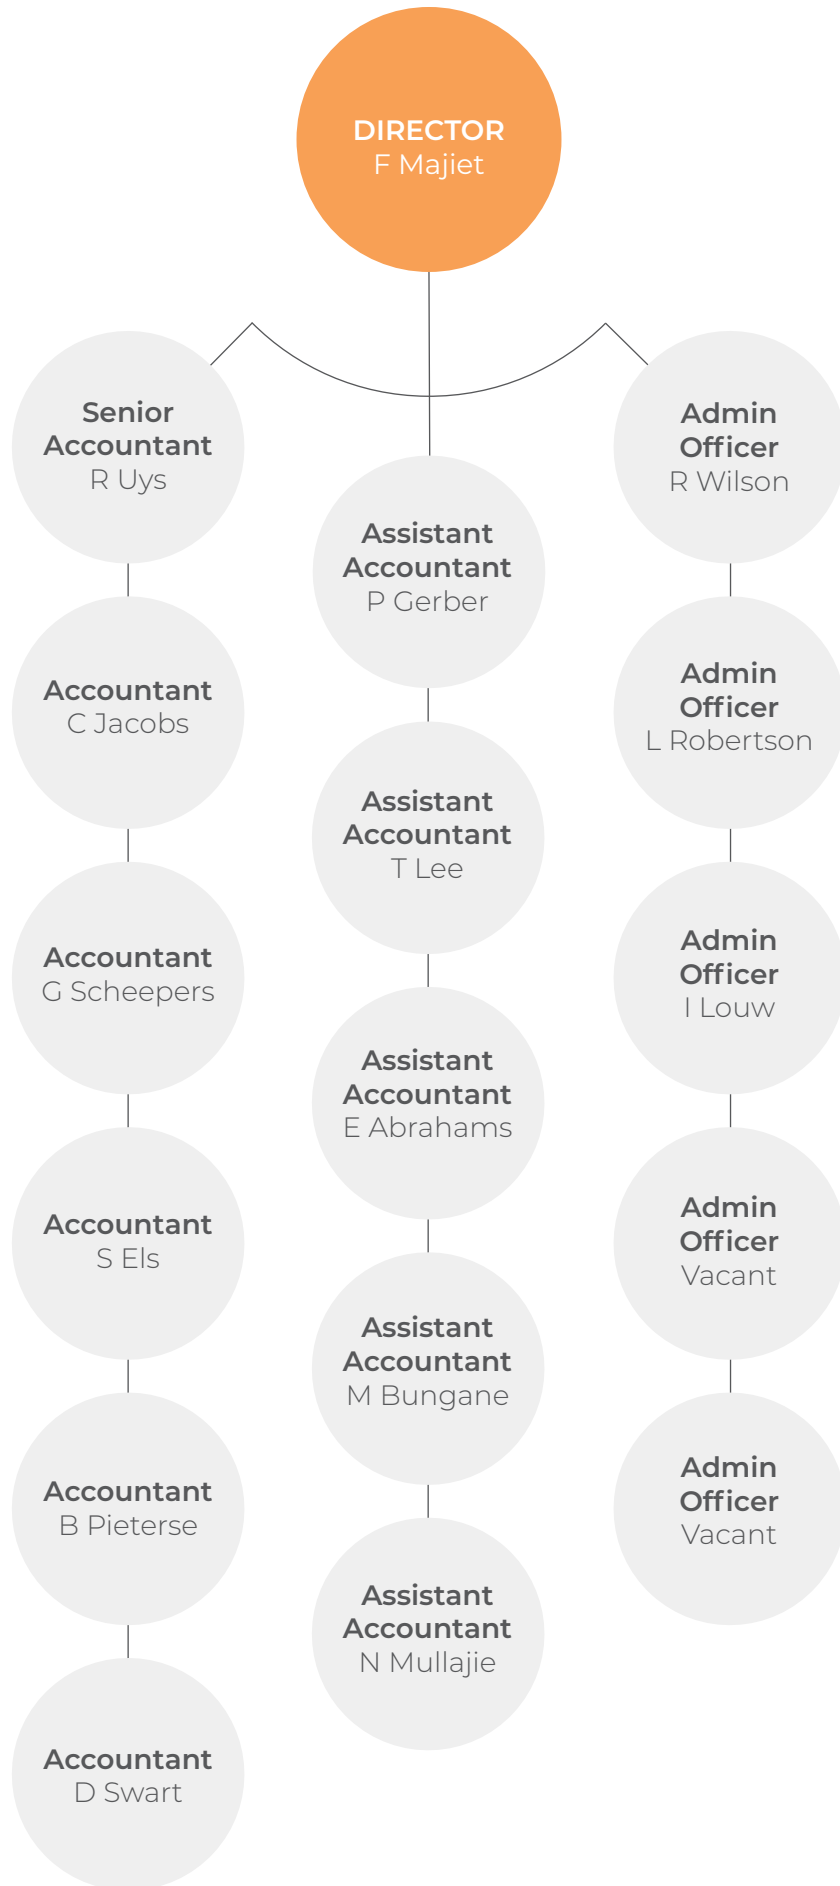 DIRECTOR
F Majiet
Senior
Accountant
R Uys
Accountant
C Jacobs
Accountant
G Scheepers
Accountant
S Els
Accountant
B Pieterse
Accountant
D Swart
Assistant
Accountant
P Gerber
Assistant
Accountant
T Lee
Assistant
Accountant
E Abrahams
Assistant
Accountant
M Bungane
Assistant
Accountant
N Mullajie
Admin
Officer
R Wilson
Admin
Officer
L Robertson
Admin
Officer
I Louw
Admin
Officer
Vacant
Admin
Officer
Vacant